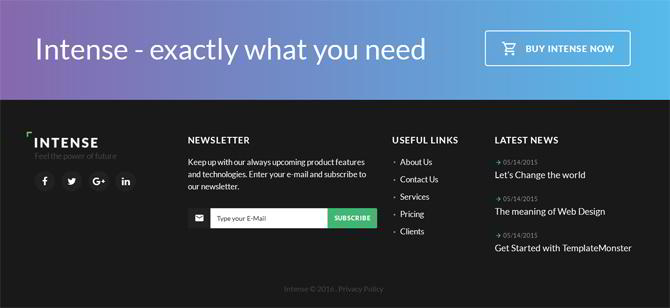 Intense - exactly what you need
BUY INTENSE NOW
INTENSE
Feel the power of future
NEWSLETTER
Keep up with our always upcoming product features
and technologies. Enter your e-mail and subscribe to
our newsletter.
Type your E-Mail
SUBSCRIBE
USEFUL LINKS
About Us
Contact Us
Services
Pricing
Clients
LATEST NEWS
05/14/2015
Let's Change the world
05/14/2015
The meaning of Web Design
05/14/2015
Get Started with TemplateMonster
Intense © 2016 . Privacy Policy